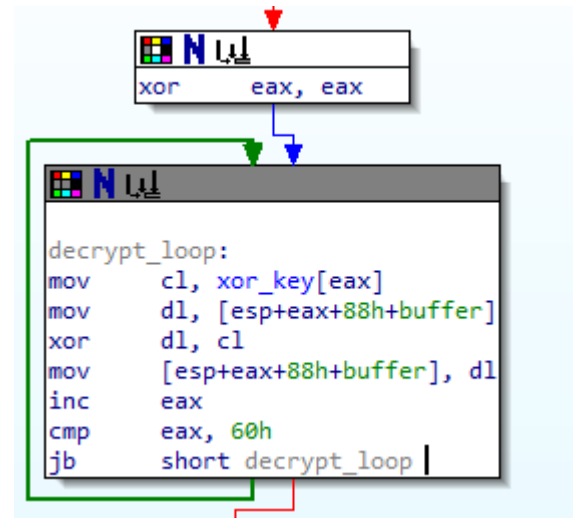 xor eax, eax
decrypt_loop:
mov cl, xor_key[eax]
mov dl, [esp+eax+88h+buffer]
xor dl, cl
mov [esp+eax+88h+buffer], dl
inc eax
cmp eax, 60h
jb short decrypt_loop